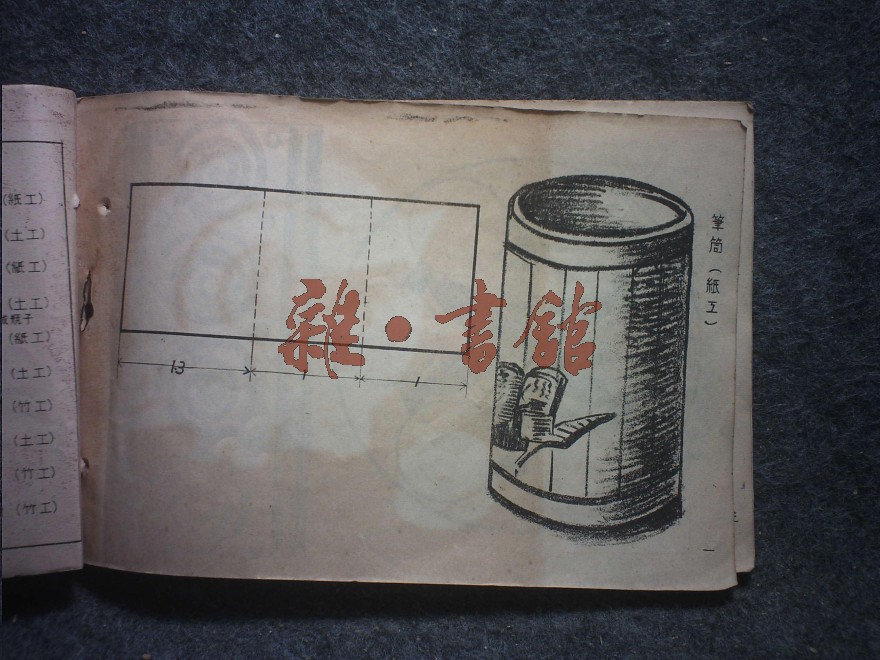 筆筒（紙工）
13
1
1
一
雜·書館
（紙工）
（土工）
（紙工）
（土工）
（紙工）
（土工）
（竹工）
（土工）
（竹工）
（竹工）